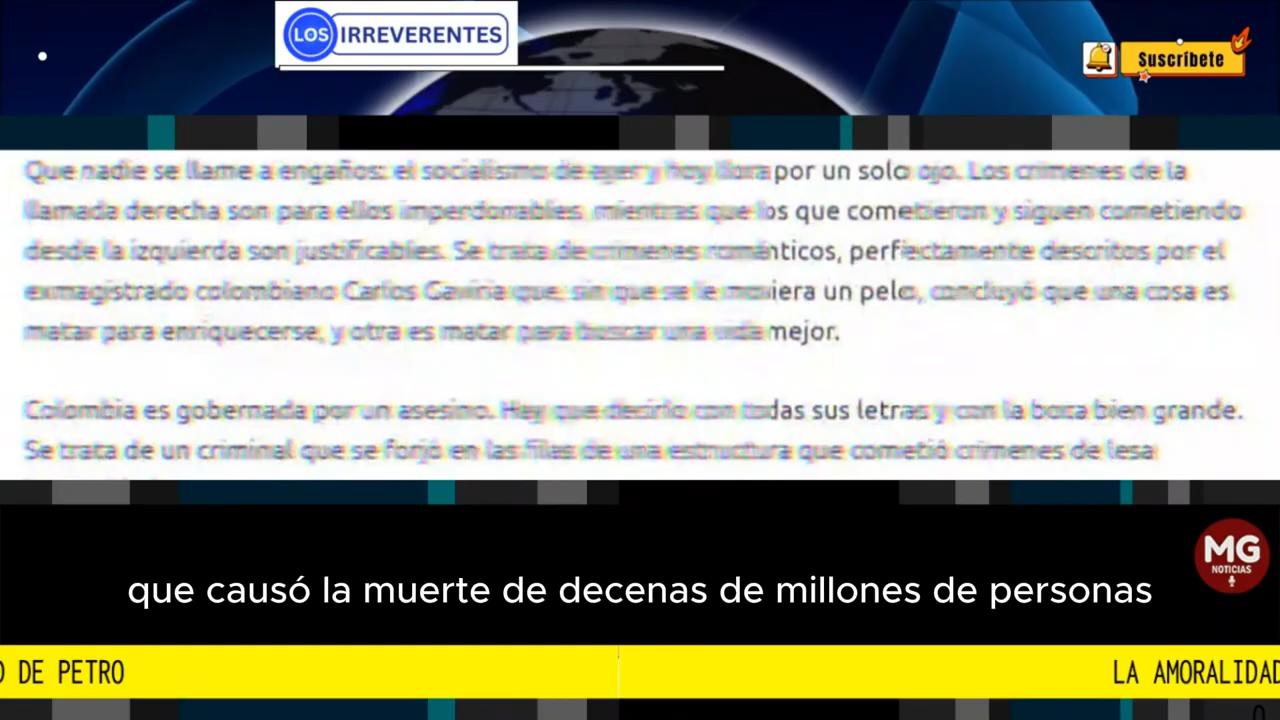 LOS IRREVERENTES
Suscríbete
Que nadie se llame a engaños: el socialismo de ayer y hoy llora por un solo ojo. Los crímenes de la
llamada derecha son para ellos imperdonables, mientras que los que cometieron y siguen cometiendo
desde la izquierda son justificables. Se trata de crímenes románticos, perfectamente descritos por el
exmagistrado colombiano Carlos Gaviria que, sin que se le moviera un pelo, concluyó que una cosa es
matar para enriquecerse, y otra es matar para buscar una vida mejor.
Colombia es gobernada por un asesino. Hay que decirlo con todas sus letras y con la boca bien grande.
Se trata de un criminal que se forjó en las filas de una estructura que cometió crímenes de lesa
MG
NOTICIAS
que causó la muerte de decenas de millones de personas
O DE PETRO
LA AMORALIDAD